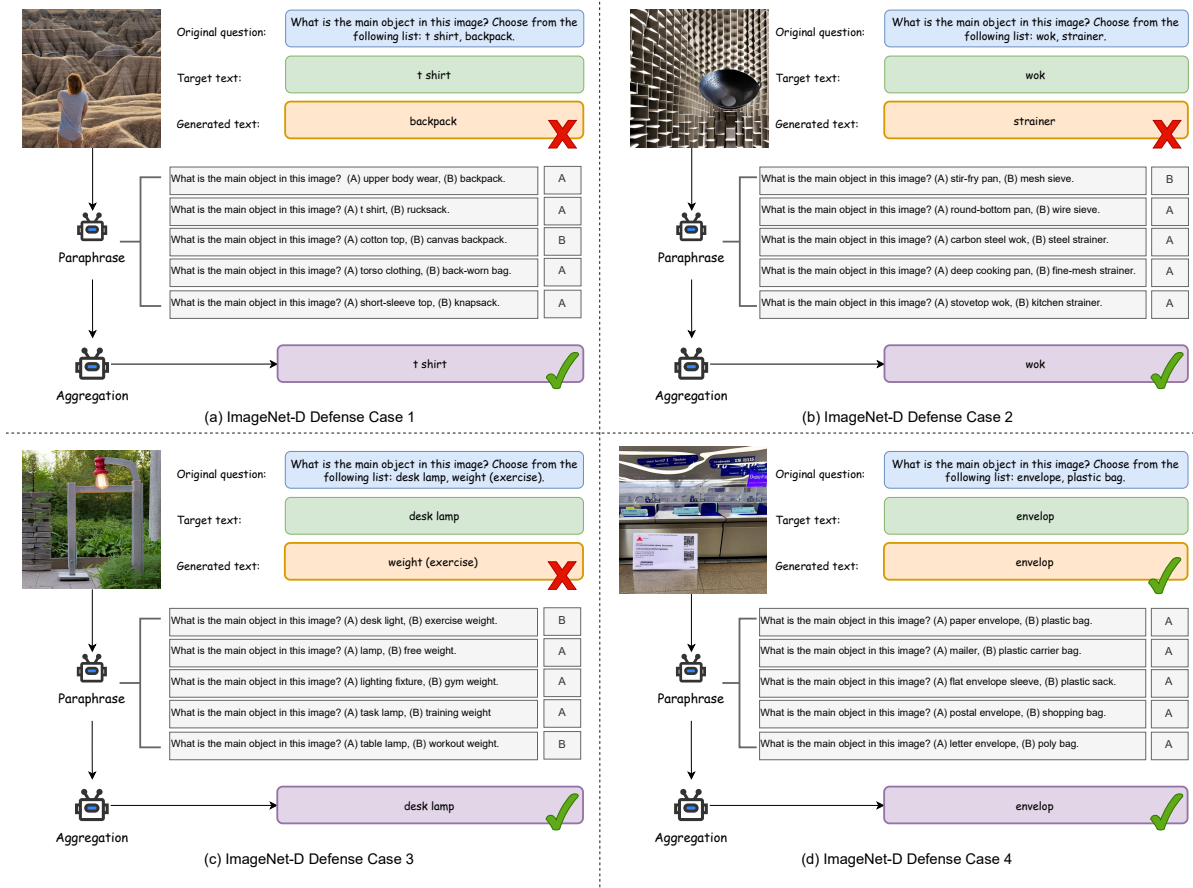 Original question:
What is the main object in this image? Choose from the
following list: t shirt, backpack.
Target text:
t shirt
Generated text:
backpack
Paraphrase
What is the main object in this image?  (A) upper body wear, (B) backpack.
A
What is the main object in this image? (A) t shirt, (B) rucksack.
A
What is the main object in this image? (A) cotton top, (B) canvas backpack.
B
What is the main object in this image? (A) torso clothing, (B) back-worn bag.
A
What is the main object in this image? (A) short-sleeve top, (B) knapsack.
A
Aggregation
t shirt
(a) ImageNet-D Defense Case 1
Original question:
What is the main object in this image? Choose from the
following list: wok, strainer.
Target text:
wok
Generated text:
strainer
Paraphrase
What is the main object in this image? (A) stir-fry pan, (B) mesh sieve.
B
What is the main object in this image? (A) round-bottom pan, (B) wire sieve.
A
What is the main object in this image? (A) carbon steel wok, (B) steel strainer.
A
What is the main object in this image? (A) deep cooking pan, (B) fine-mesh strainer.
A
What is the main object in this image? (A) stovetop wok, (B) kitchen strainer.
A
Aggregation
wok
(b) ImageNet-D Defense Case 2
Original question:
What is the main object in this image? Choose from the
following list: desk lamp, weight (exercise).
Target text:
desk lamp
Generated text:
weight (exercise)
Paraphrase
What is the main object in this image? (A) desk light, (B) exercise weight.
B
What is the main object in this image? (A) lamp, (B) free weight.
A
What is the main object in this image? (A) lighting fixture, (B) gym weight.
A
What is the main object in this image? (A) task lamp, (B) training weight
A
What is the main object in this image? (A) table lamp, (B) workout weight.
B
Aggregation
desk lamp
(c) ImageNet-D Defense Case 3
Original question:
What is the main object in this image? Choose from the
following list: envelope, plastic bag.
Target text:
envelop
Generated text:
envelop
Paraphrase
What is the main object in this image? (A) paper envelope, (B) plastic bag.
A
What is the main object in this image? (A) mailer, (B) plastic carrier bag.
A
What is the main object in this image? (A) flat envelope sleeve, (B) plastic sack.
A
What is the main object in this image? (A) postal envelope, (B) shopping bag.
A
What is the main object in this image? (A) letter envelope, (B) poly bag.
A
Aggregation
envelop
(d) ImageNet-D Defense Case 4